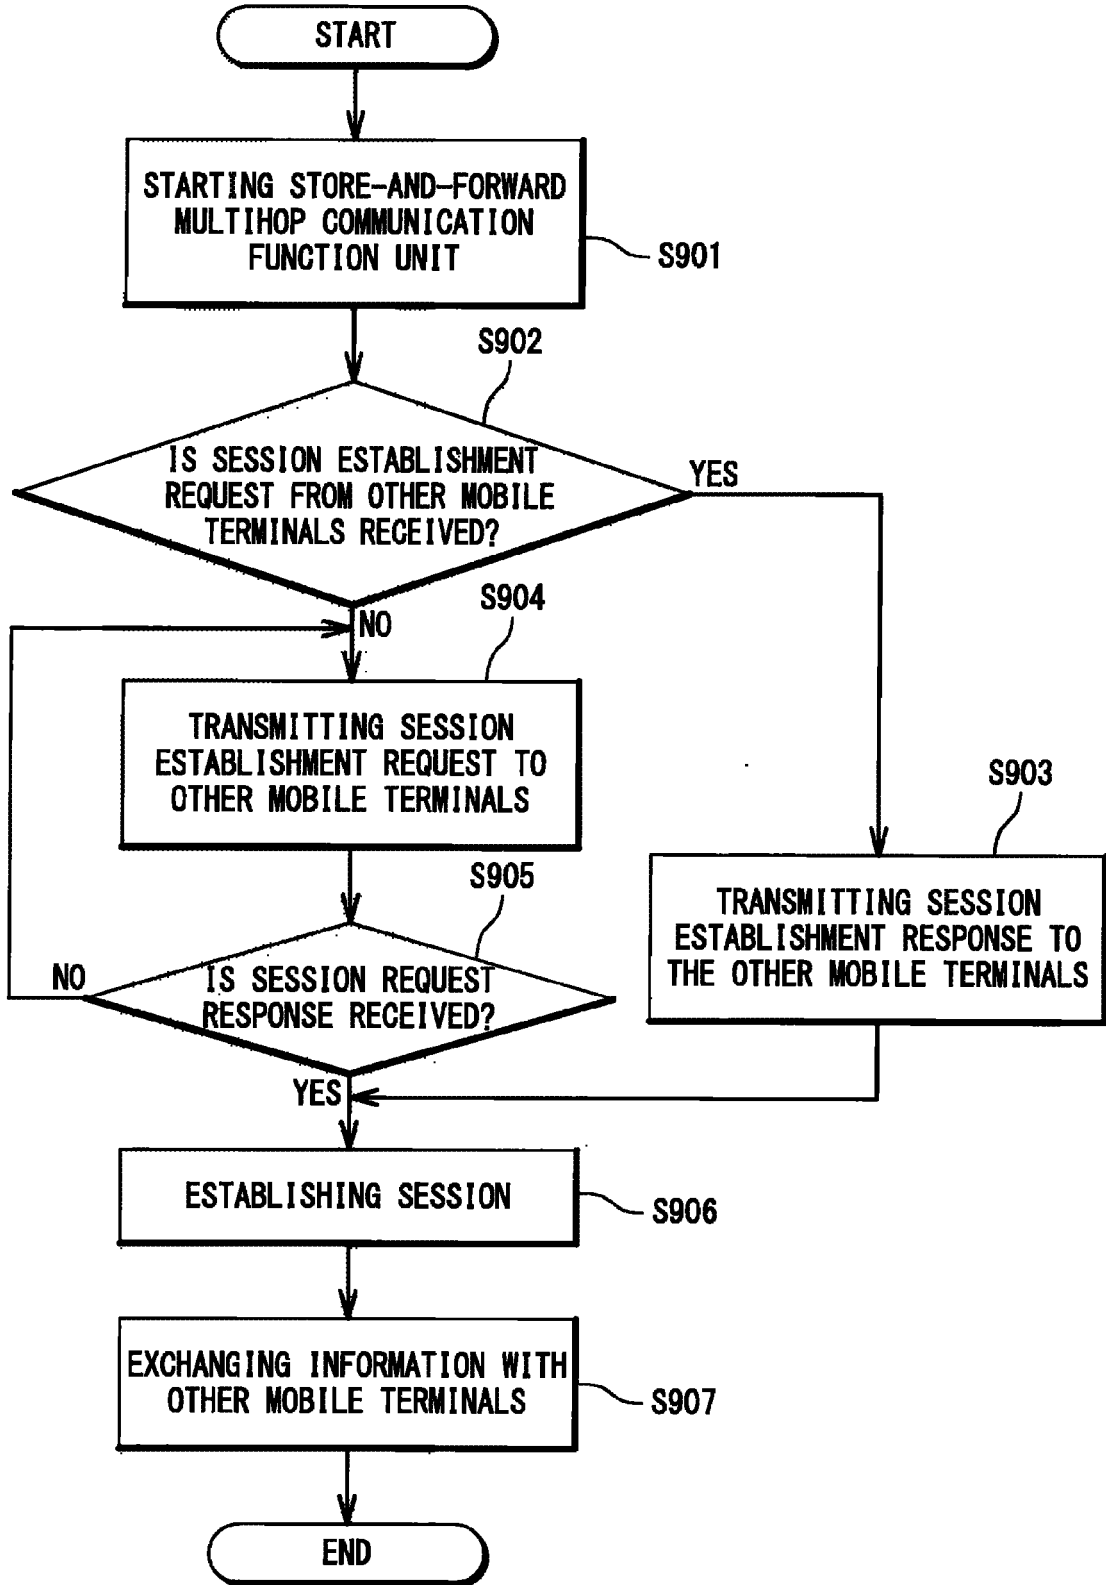 START
STARTING STORE-AND-FORWARD
MULTIHOP COMMUNICATION
FUNCTION UNIT
S901
S902
IS SESSION ESTABLISHMENT
REQUEST FROM OTHER MOBILE
TERMINALS RECEIVED?
YES
NO
S904
TRANSMITTING SESSION
ESTABLISHMENT REQUEST TO
OTHER MOBILE TERMINALS
S903
TRANSMITTING SESSION
ESTABLISHMENT RESPONSE TO
THE OTHER MOBILE TERMINALS
S905
IS SESSION REQUEST
RESPONSE RECEIVED?
NO
YES
ESTABLISHING SESSION
S906
EXCHANGING INFORMATION WITH
OTHER MOBILE TERMINALS
S907
END